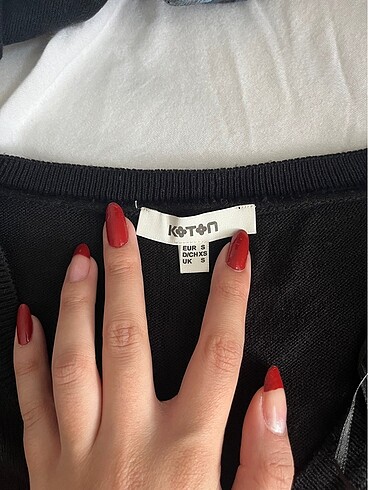 KOTON
EUR S
D/CH XS
UK S